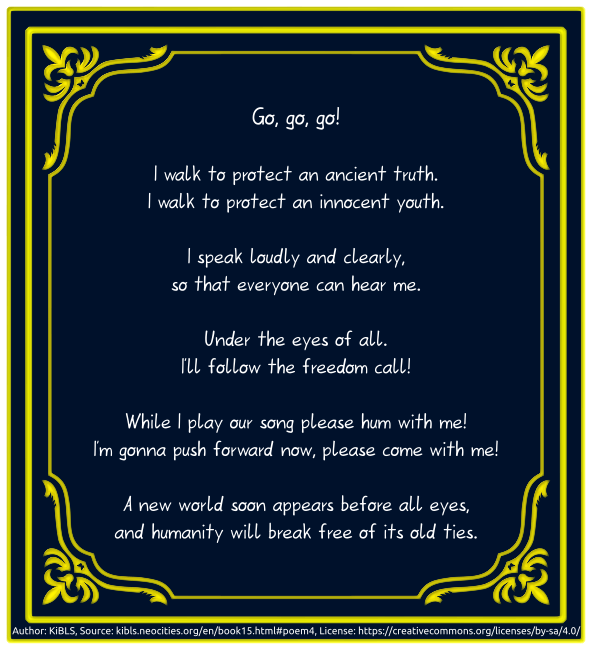 Go, go, go!
I walk to protect an ancient truth.
I walk to protect an innocent youth.
I speak loudly and clearly,
so that everyone can hear me.
Under the eyes of all.
I'll follow the freedom call!
While I play our song please hum with me!
I'm gonna push forward now, please come with me!
A new world soon appears before all eyes,
and humanity will break free of its old ties.
Author: KiBLS, Source: kibls.neocities.org/en/book15.html#poem4, License: https://creativecommons.org/licenses/by-sa/4.0/